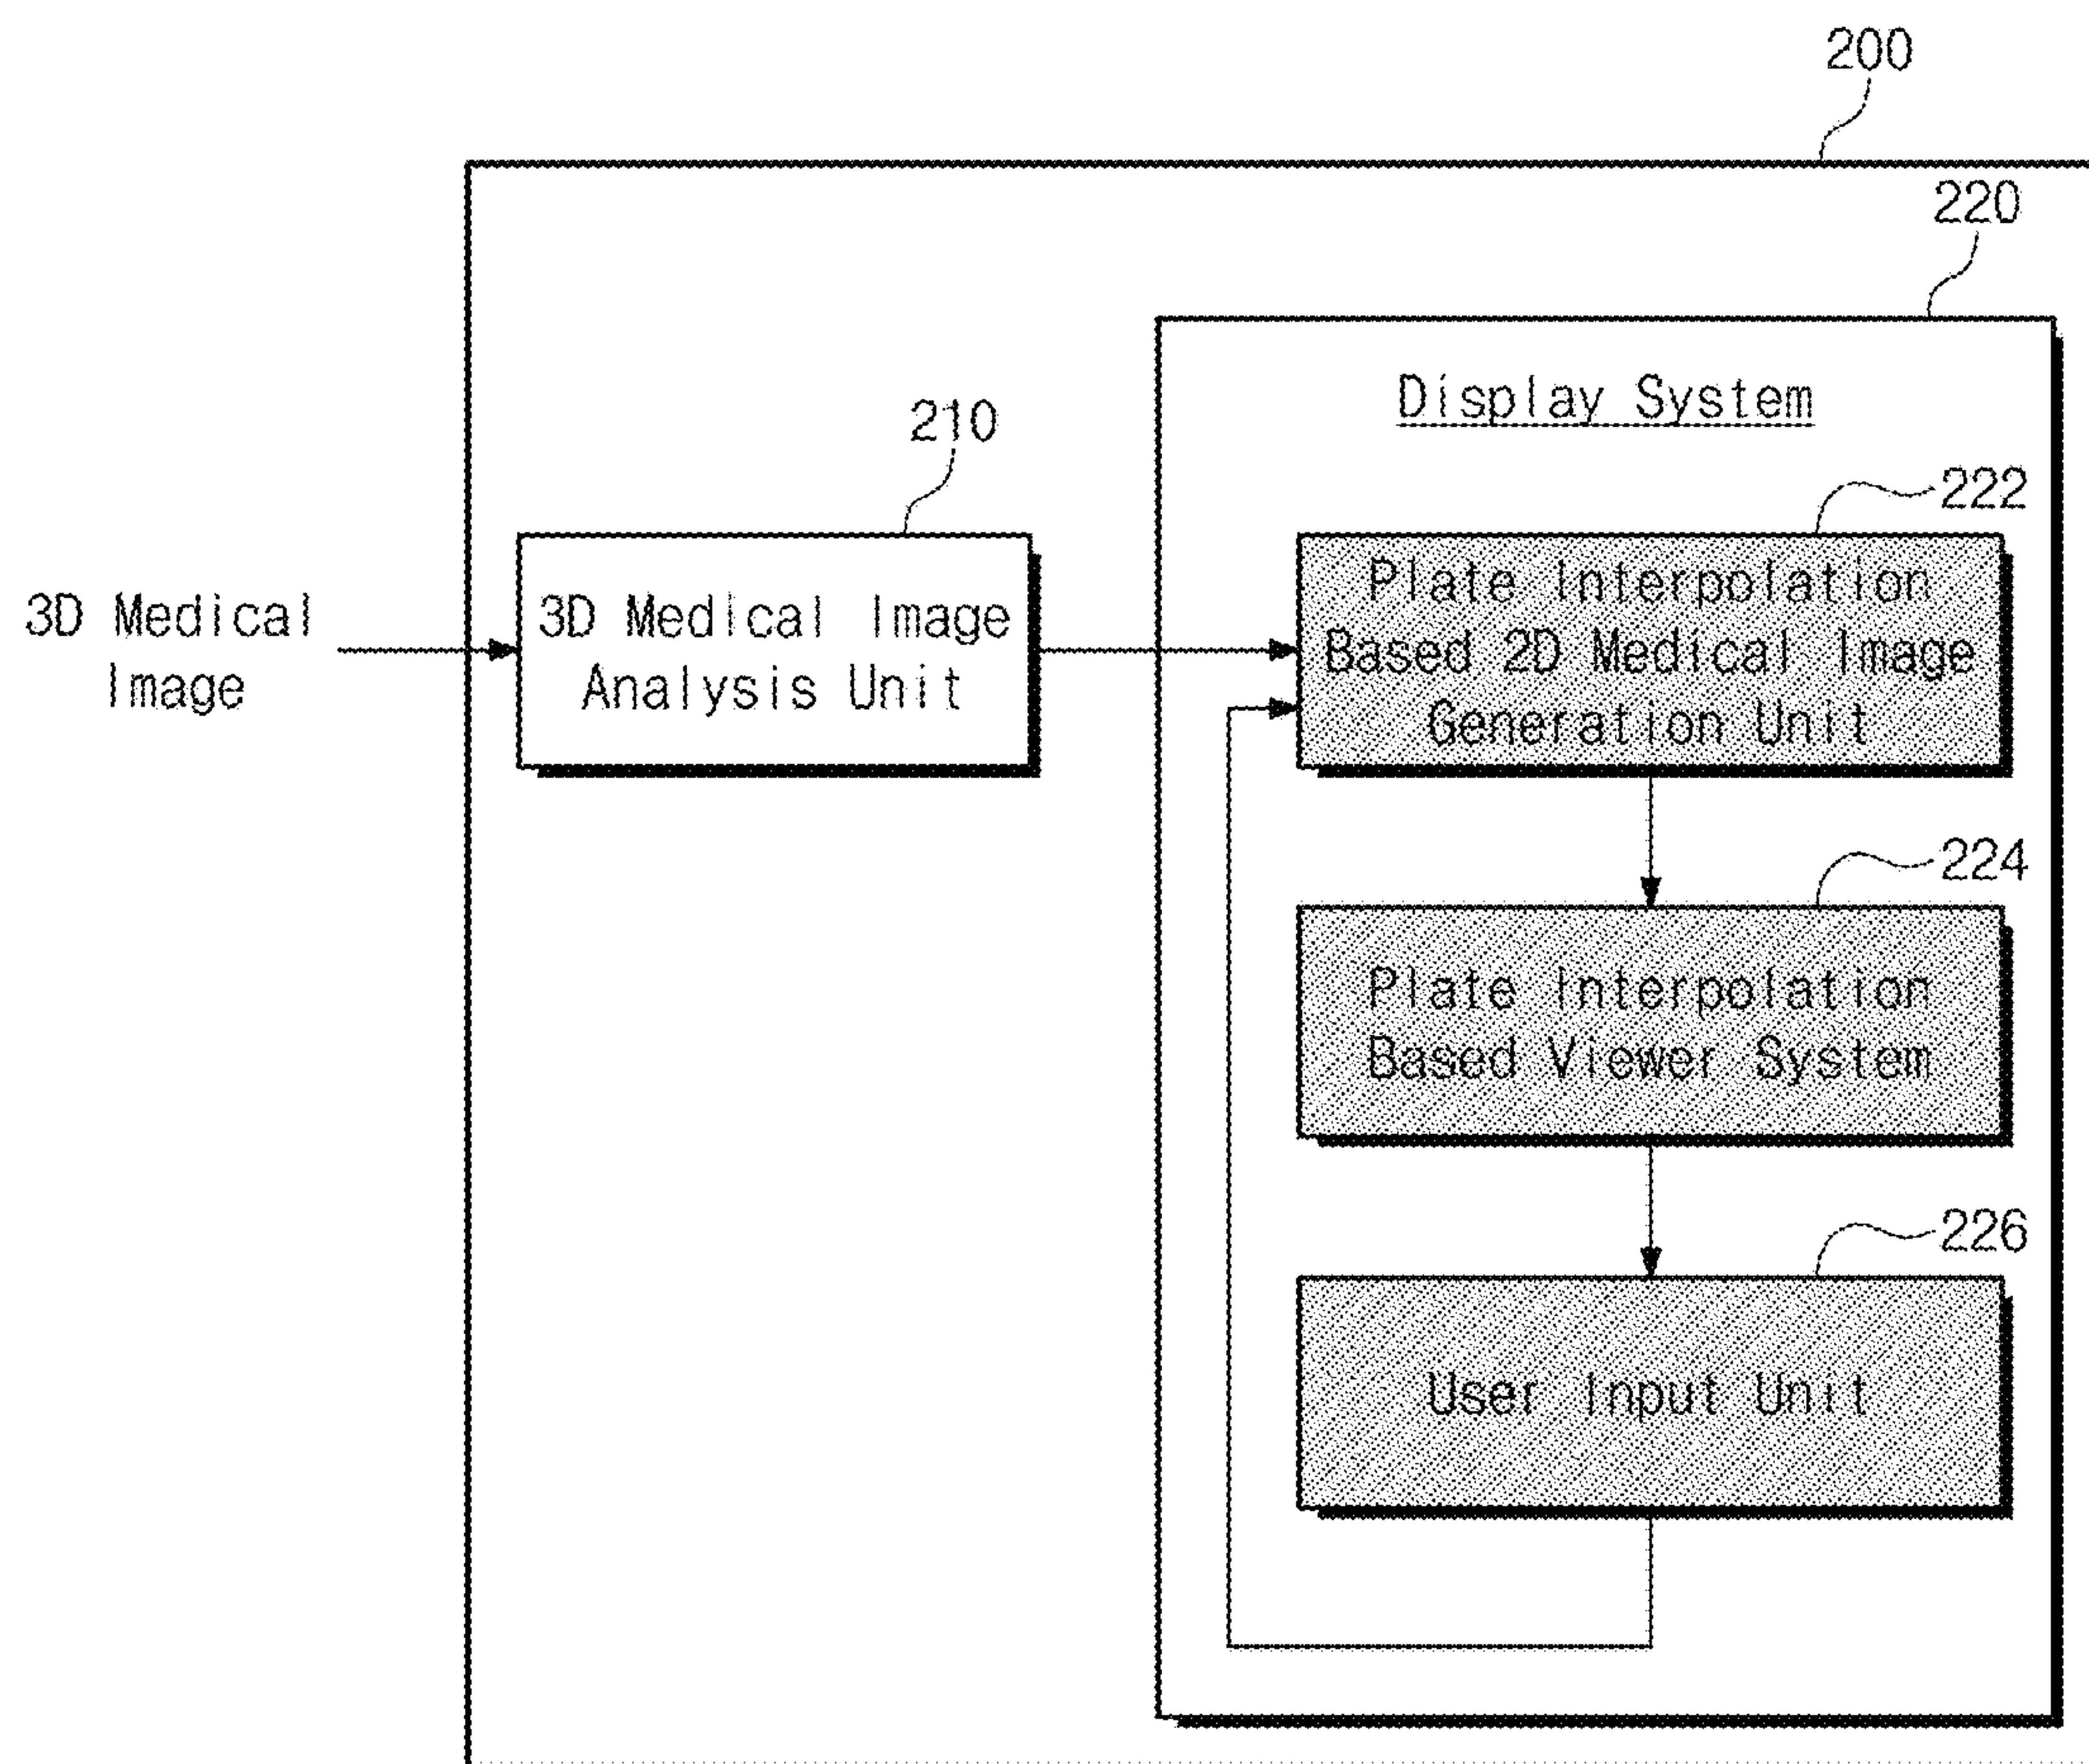 200
220
Display System
210
222
3D Medical
Image
3D Medical Image
Analysis Unit
Plate Interpolation
Based 2D Medical Image
Generation Unit
224
Plate Interpolation
Based Viewer System
226
User Input Unit